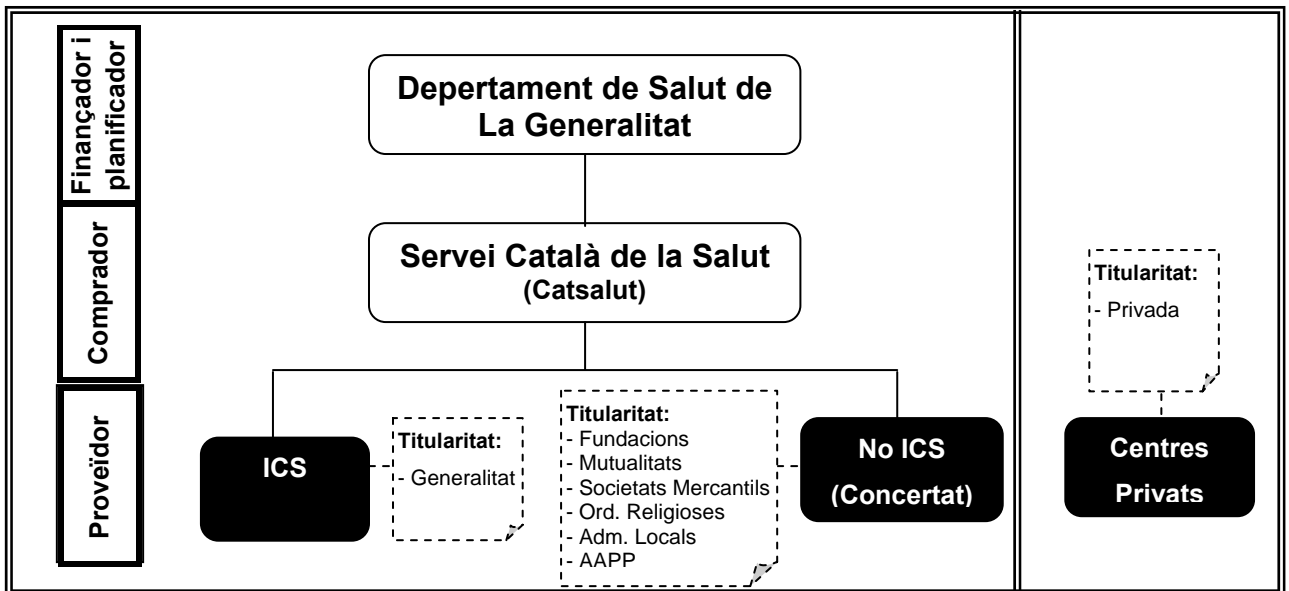 Finançador i
planificador
Depertament de Salut de
La Generalitat
Comprador
Servei Català de la Salut
(Catsalut)
Proveïdor
ICS
Titularitat:
- Generalitat
Titularitat:
- Fundacions
- Mutualitats
- Societats Mercantils
- Ord. Religioses
- Adm. Locals
- AAPP
No ICS
(Concertat)
Titularitat:
- Privada
Centres
Privats